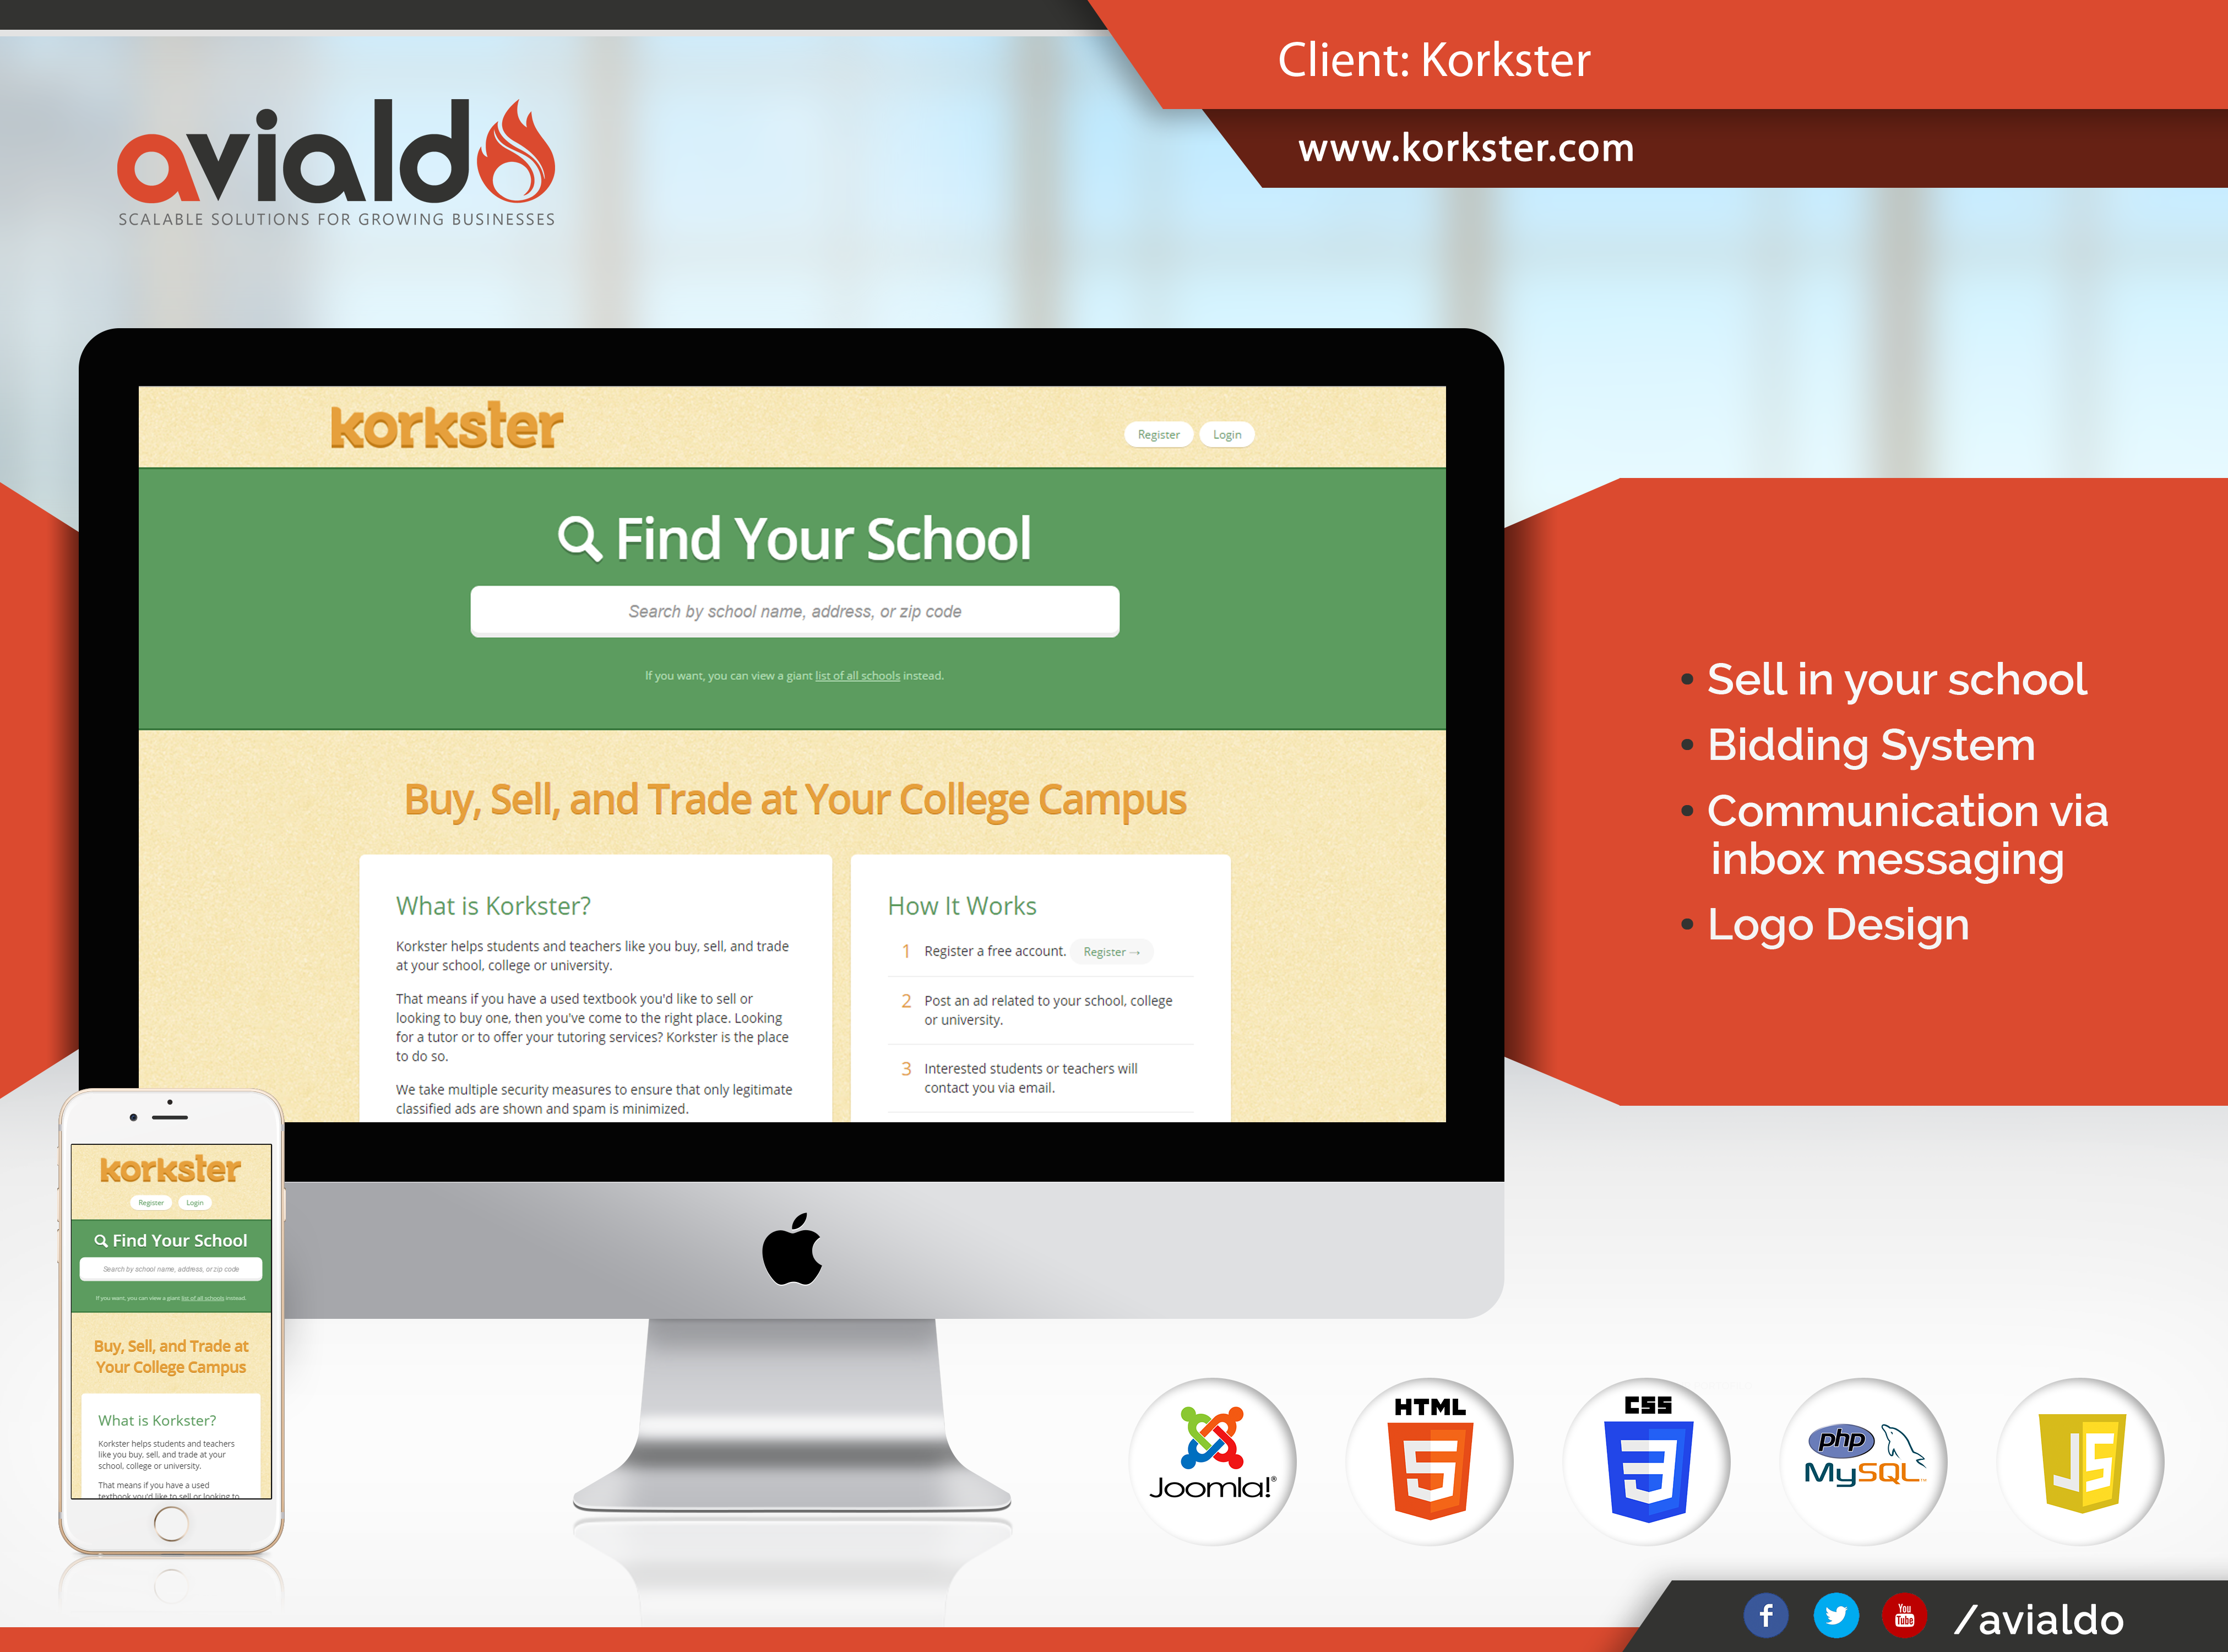 Client: Korkster
www.korkster.com
avialdo
SCALABLE SOLUTIONS FOR GROWING BUSINESSES
korkster
Register
Login
Find Your School
Search by school name, address, or zip code
If you want, you can view a giant list of all schools instead.
Buy, Sell, and Trade at Your College Campus
What is Korkster?
Korkster helps students and teachers like you buy, sell, and trade
at your school, college or university.
That means if you have a used textbook you'd like to sell or
looking to buy one, then you've come to the right place. Looking
for a tutor or to offer your tutoring services? Korkster is the place
to do so.
We take multiple security measures to ensure that only legitimate
classified ads are shown and spam is minimized.
How It Works
1 Register a free account. Register →
2 Post an ad related to your school, college
or university.
3 Interested students or teachers will
contact you via email.
• Sell in your school
• Bidding System
• Communication via
inbox messaging
• Logo Design
korkster
Register
Login
Find Your School
Search by school name, address, or zip code
If you want, you can view a giant list of all schools instead.
Buy, Sell, and Trade at
Your College Campus
What is Korkster?
Korkster helps students and teachers
like you buy, sell, and trade at your
school, college or university.
That means if you have a used
textbook you'd like to sell or looking to
Joomla!®
HTML
5
CSS
3
php
MySQL™
JS
f
You
Tube
/avialdo